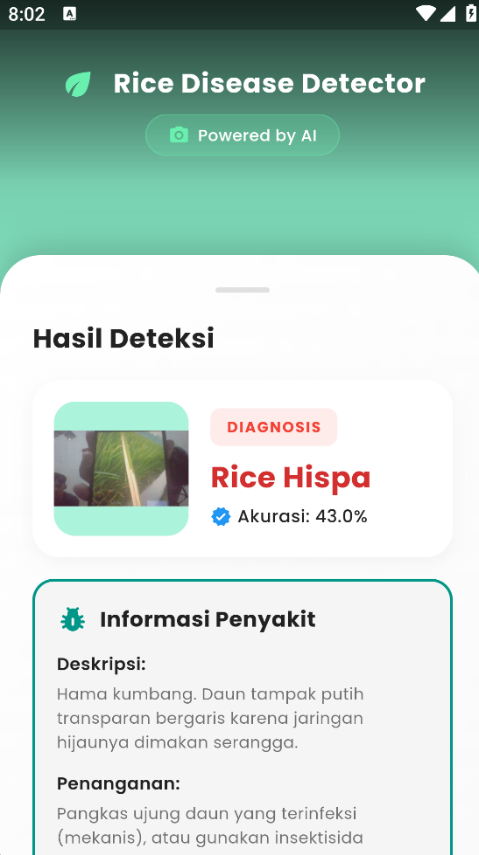 8:02 A
Rice Disease Detector
Powered by AI
Hasil Deteksi
DIAGNOSIS
Rice Hispa
Akurasi: 43.0%
Informasi Penyakit
Deskripsi:
Hama kumbang. Daun tampak putih
transparan bergaris karena jaringan
hijaunya dimakan serangga.
Penanganan:
Pangkas ujung daun yang terinfeksi
(mekanis), atau gunakan insektisida